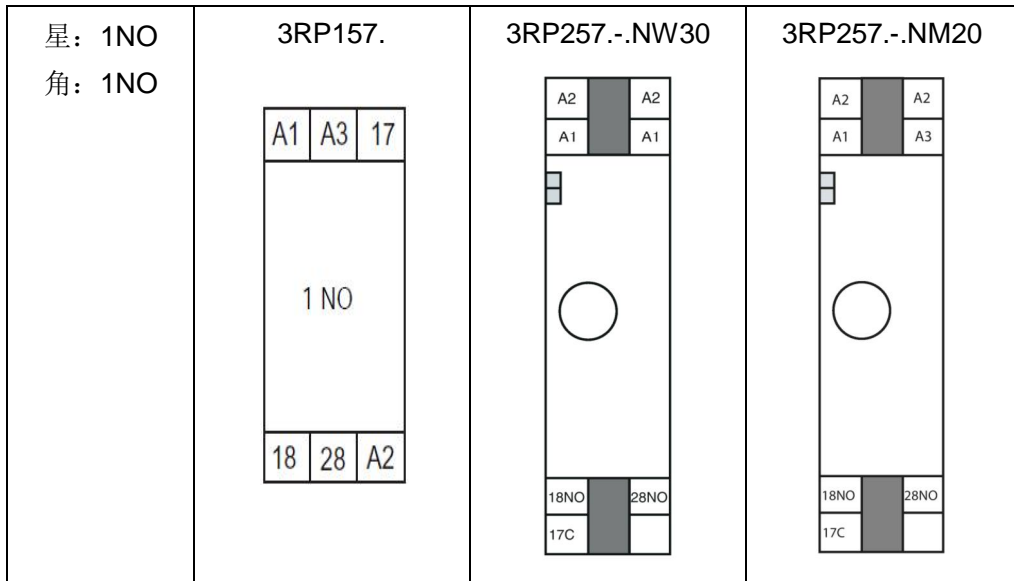 星：1NO
角：1NO
3RP157.
A1 A3 17
1 NO
18 28 A2
3RP257.-.NW30
A2 A2
A1 A1
18NO 28NO
17C
3RP257.-.NM20
A2 A2
A1 A3
18NO 28NO
17C